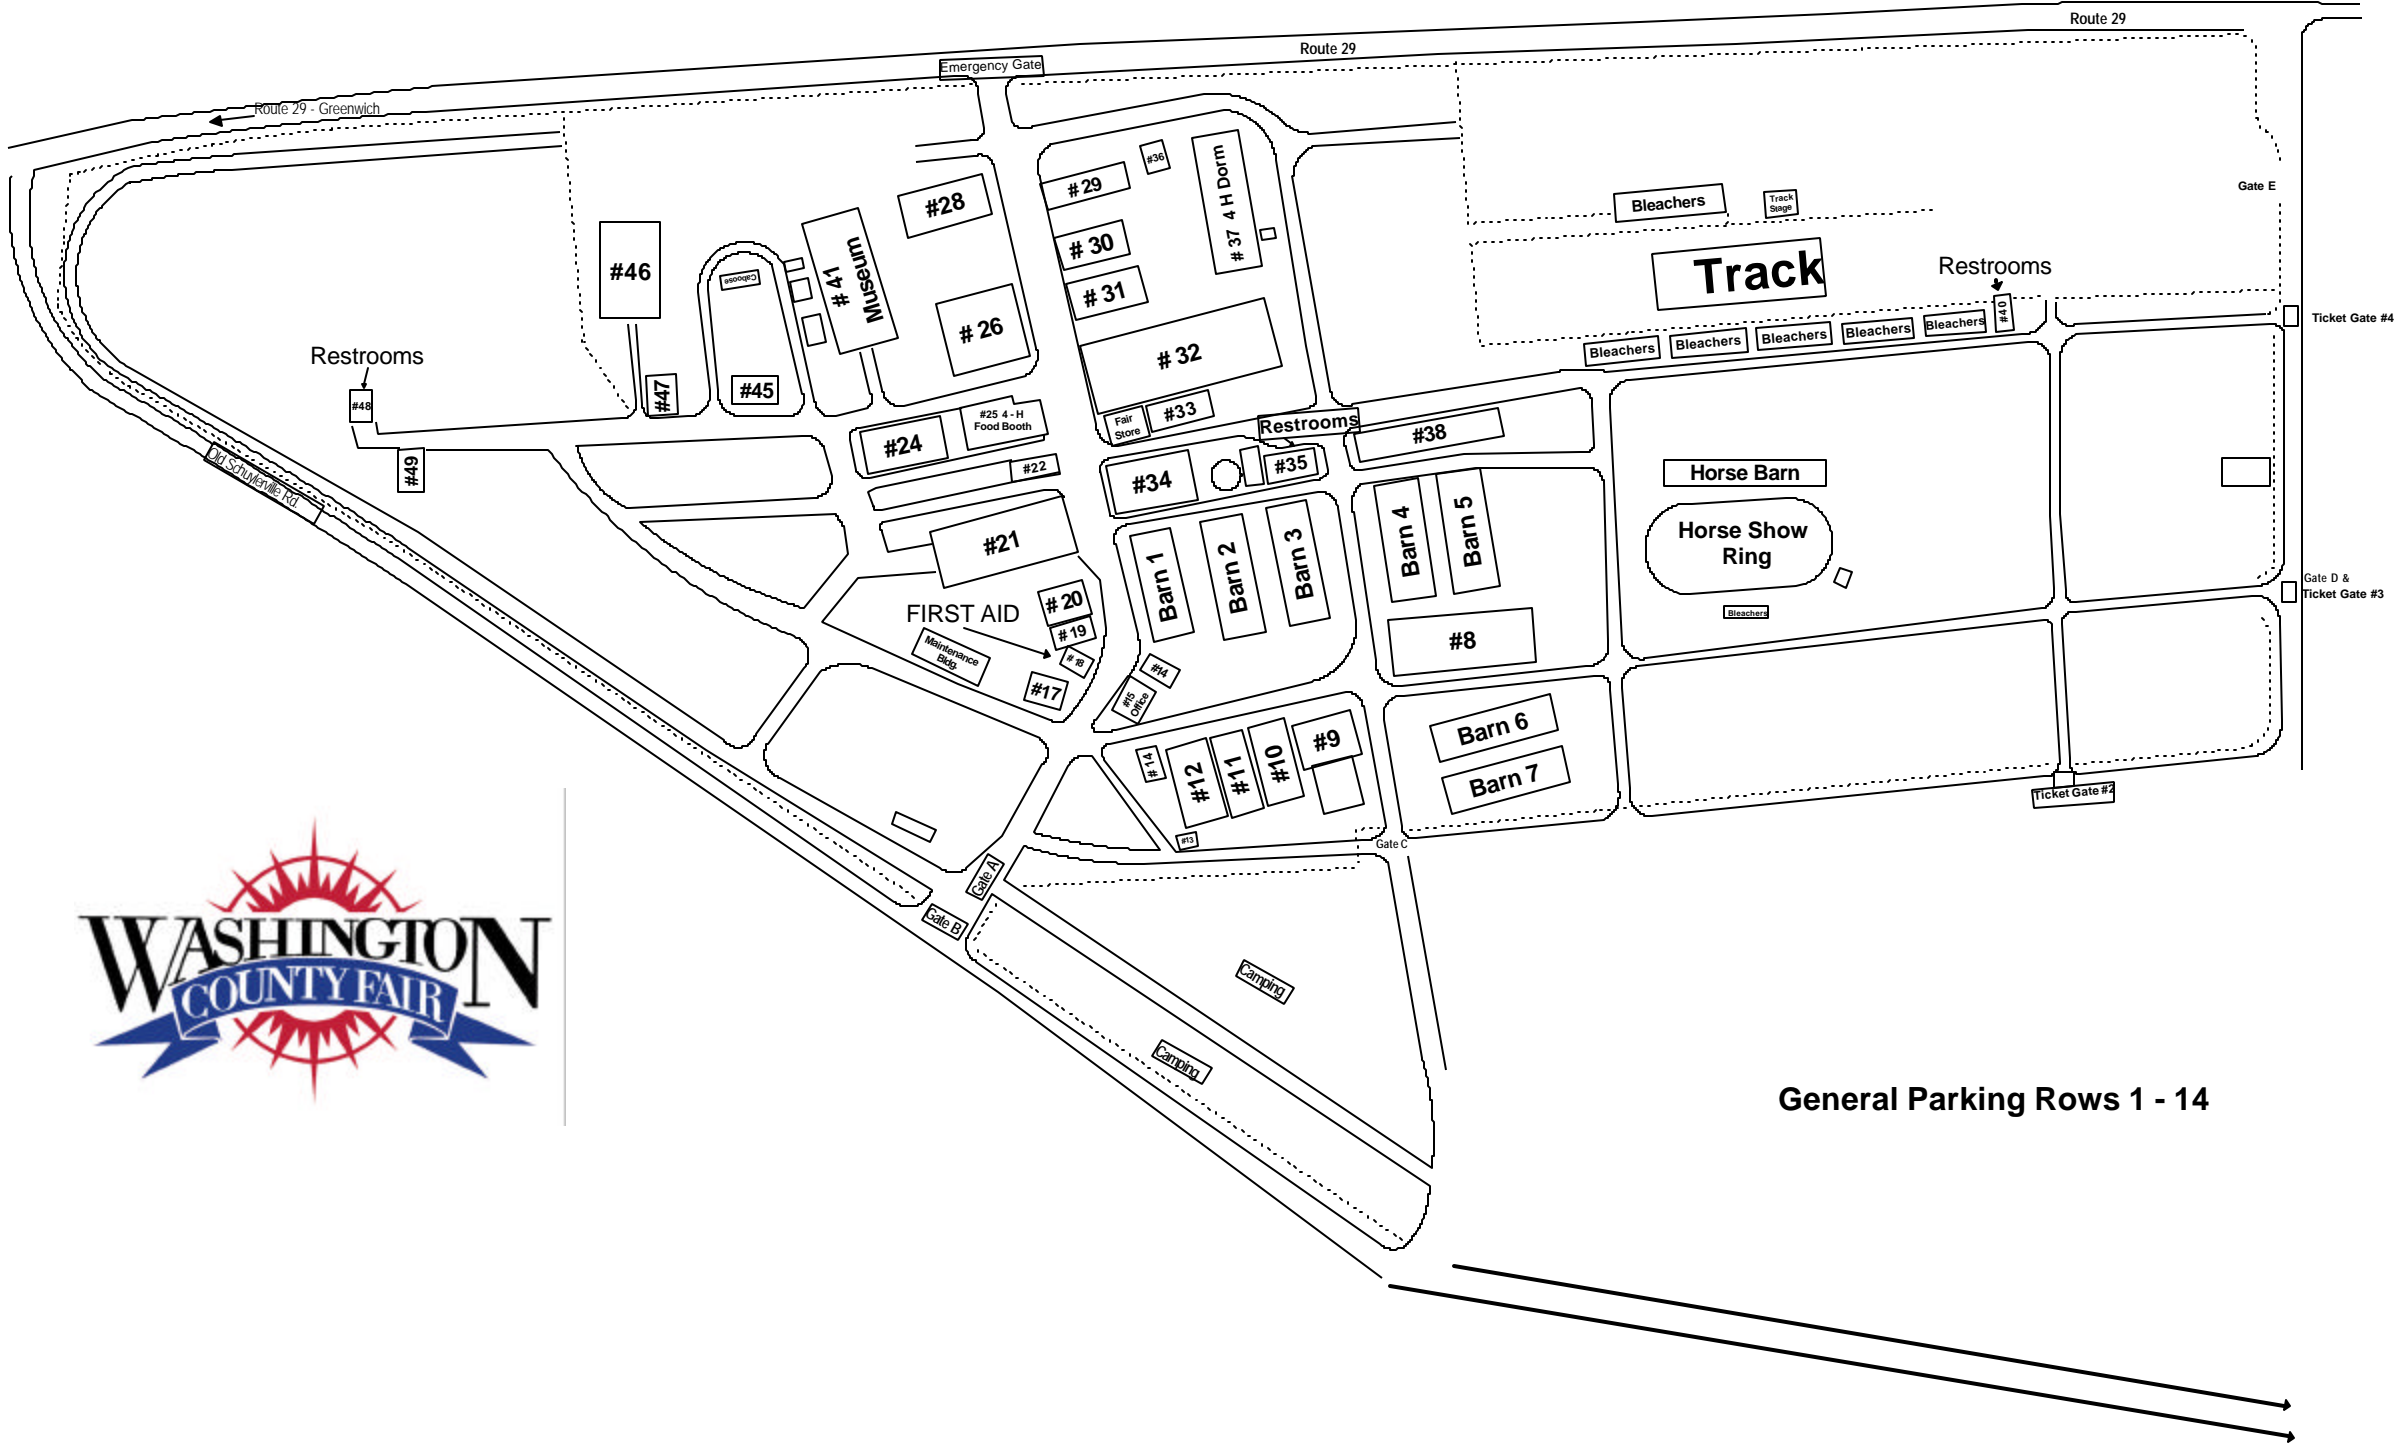 Route 29
Route 29
Emergency Gate
Route 29 - Greenwich
#36
# 29
# 37 4 H Dorm
#28
Gate E
Bleachers
Track
Stage
# 30
# 41
Museum
#46
Caboose
# 31
Track
Restrooms
#40
Ticket Gate #4
# 26
# 32
Bleachers
Bleachers
Bleachers
Bleachers
Bleachers
Restrooms
#48
#47
#45
#25 4 - H
Food Booth
Fair
Store
#33
Restrooms
#38
#24
#22
#34
#35
Horse Barn
#49
Old Schuylerville Rd.
#21
Barn 1
Barn 2
Barn 3
Barn 4
Barn 5
Horse Show
Ring
Gate D &
Ticket Gate #3
Bleachers
FIRST AID
# 20
# 19
# 18
Maintenance
Bldg.
#17
#14
#15
Office
#8
Barn 6
Barn 7
# 14
#12
#11
#10
#9
#13
Gate C
Ticket Gate #2
Gate A
Gate B
Camping
Camping
WASHINGTON
COUNTY FAIR
General Parking Rows 1 - 14